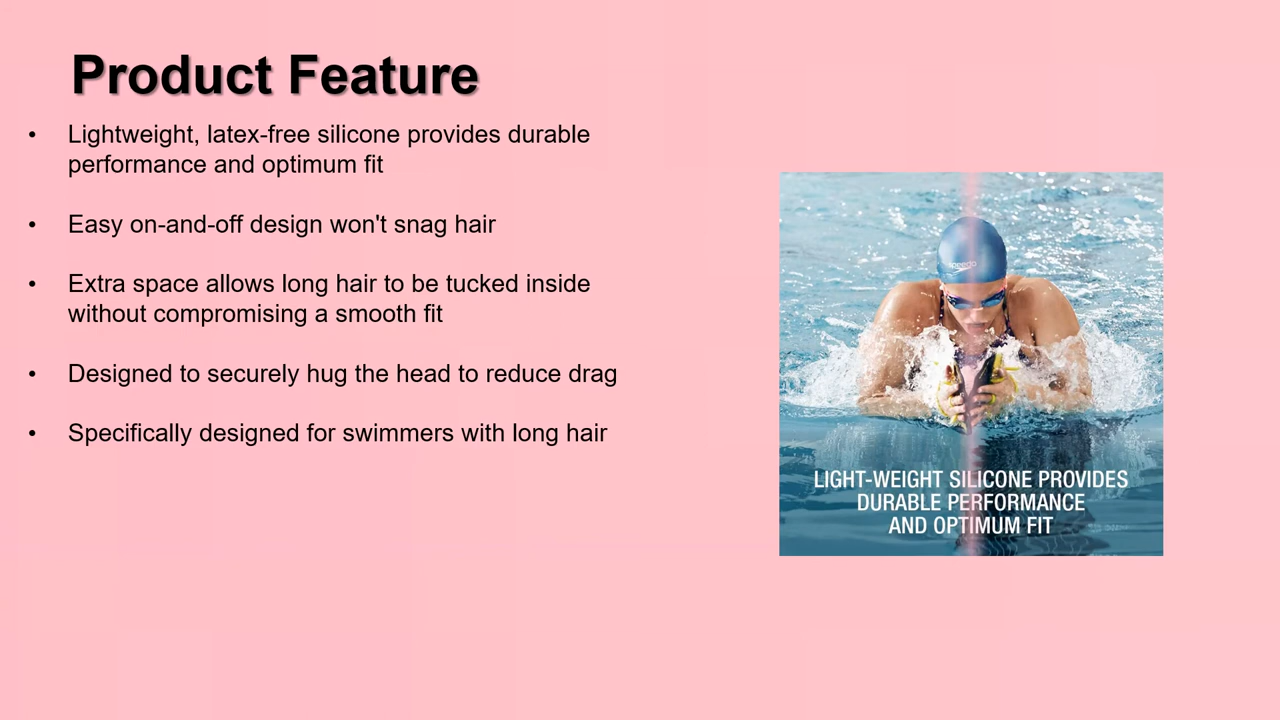 Product Feature
• Lightweight, latex-free silicone provides durable
performance and optimum fit
• Easy on-and-off design won't snag hair
• Extra space allows long hair to be tucked inside
without compromising a smooth fit
• Designed to securely hug the head to reduce drag
• Specifically designed for swimmers with long hair
speedo
LIGHT-WEIGHT SILICONE PROVIDES
DURABLE PERFORMANCE
AND OPTIMUM FIT